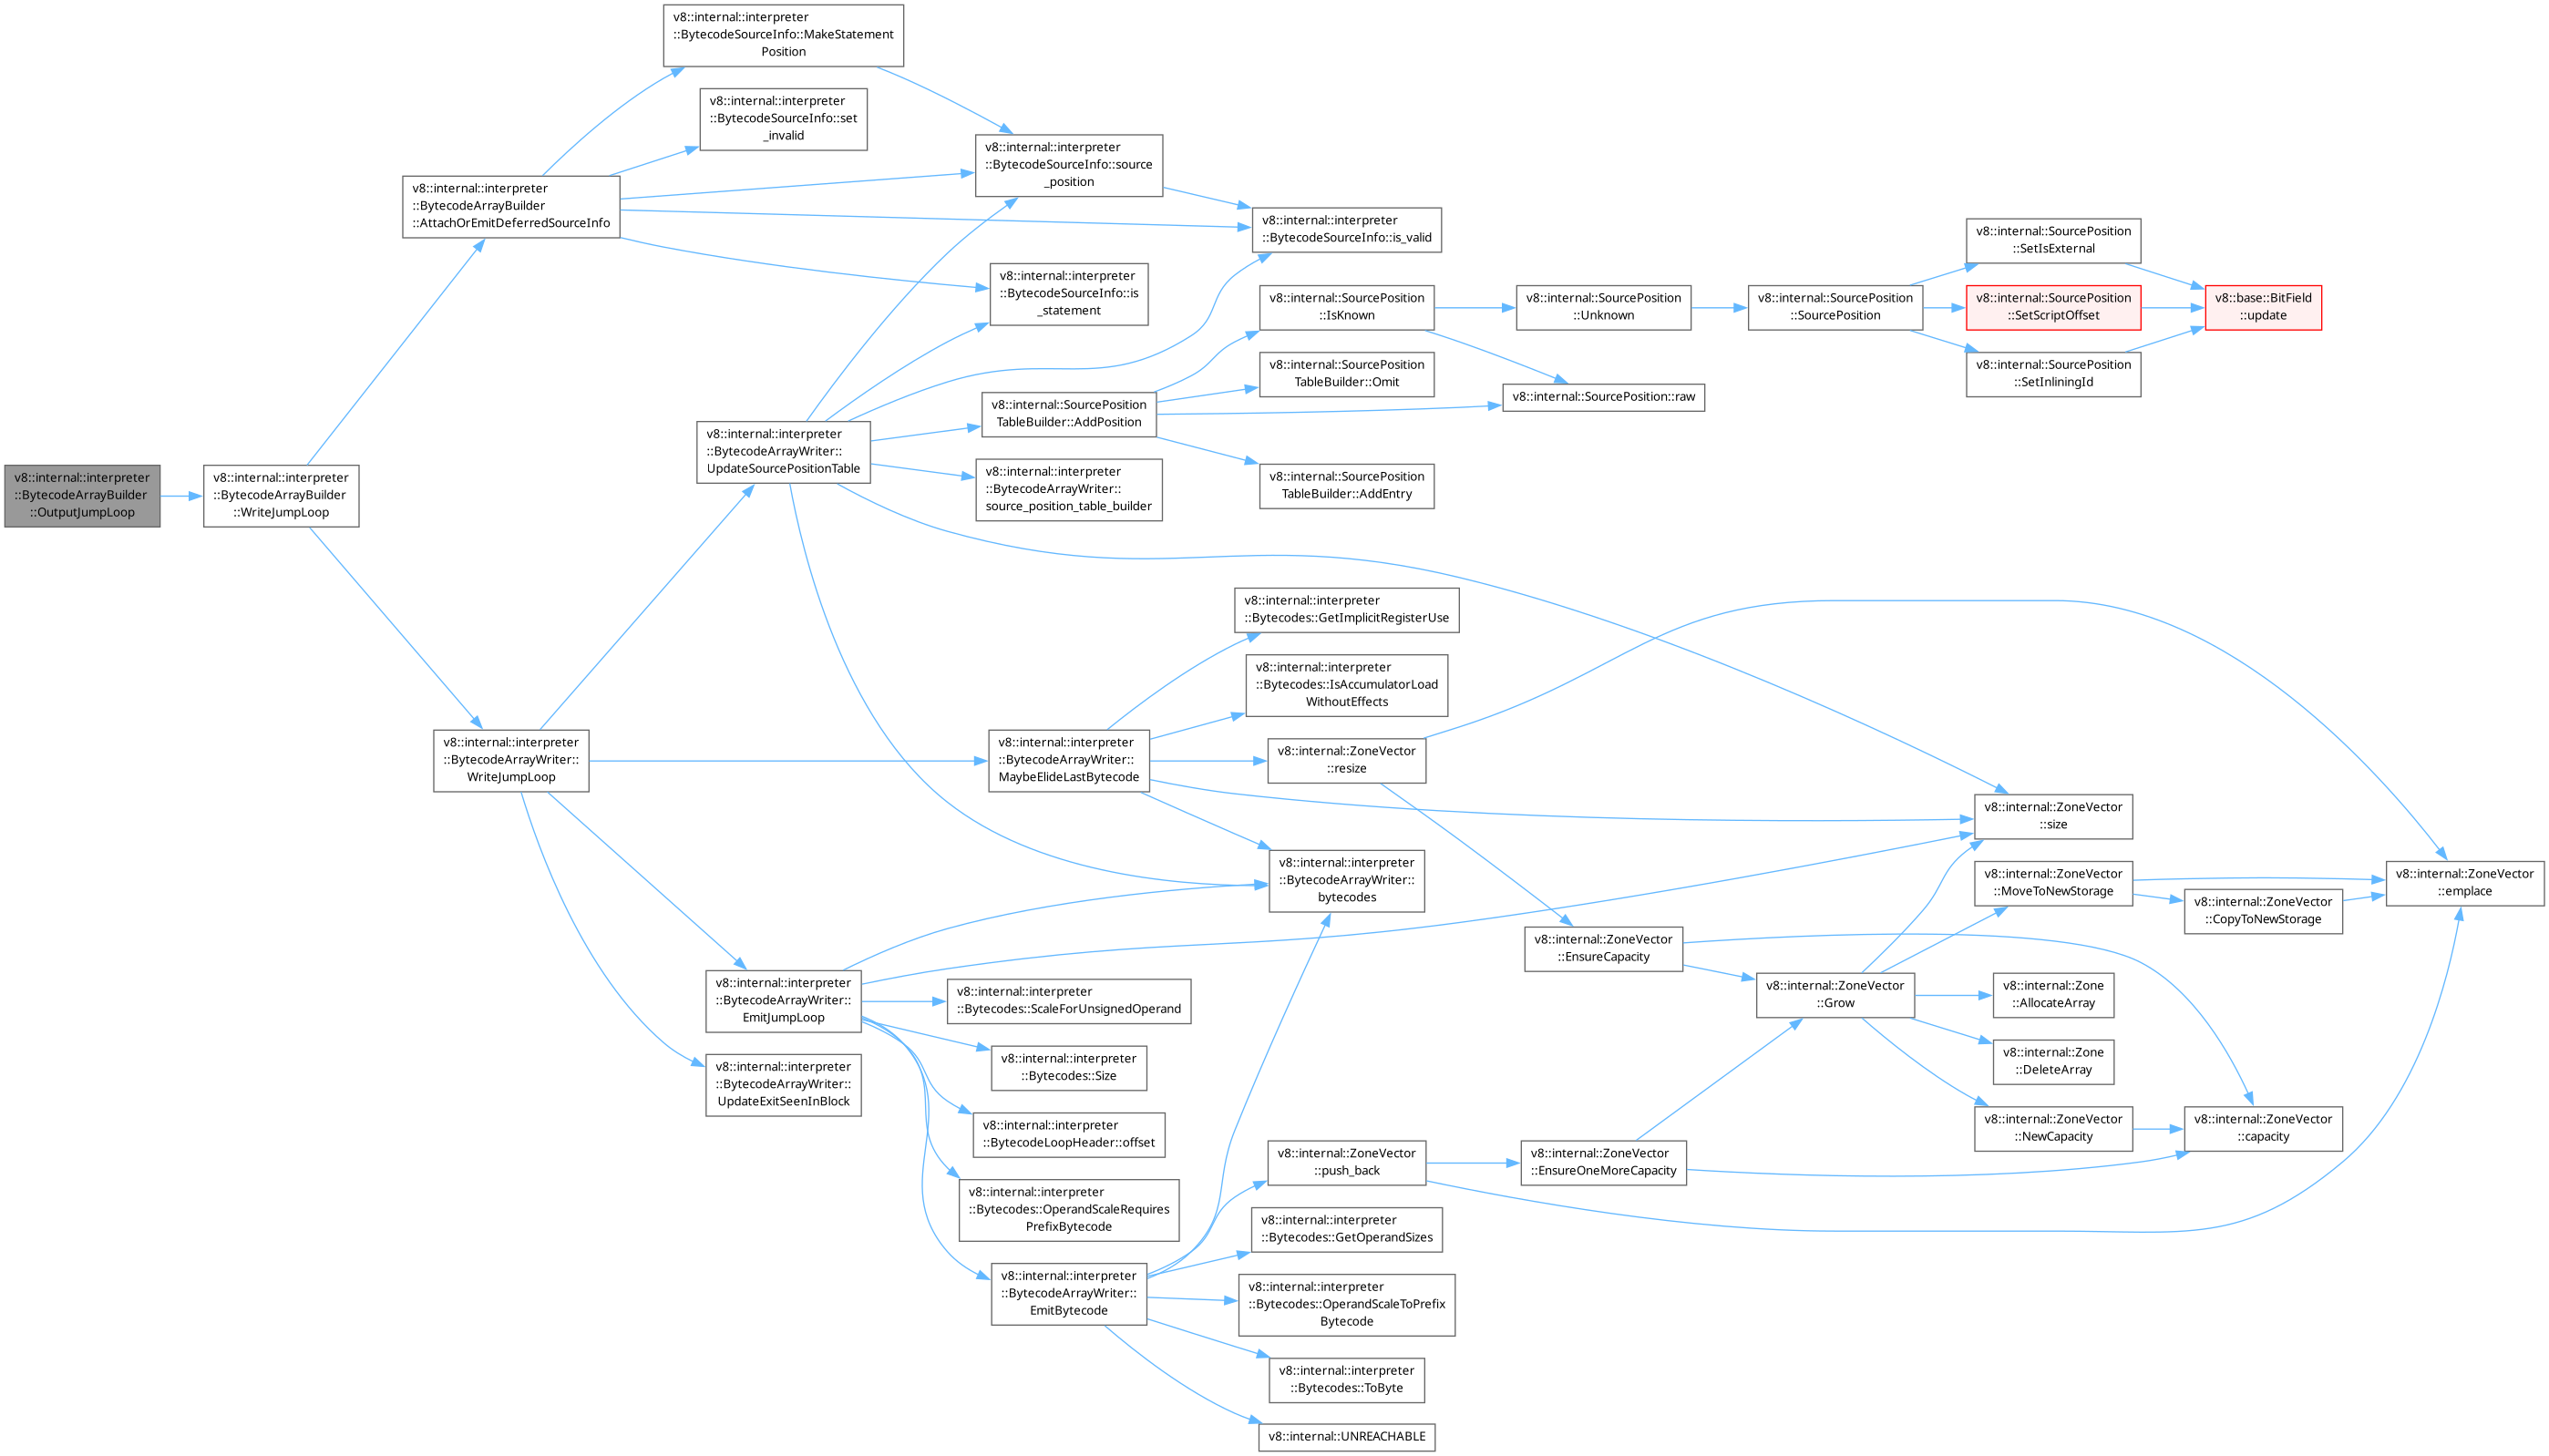 v8::internal::interpreter
::BytecodeArrayBuilder
::OutputJumpLoop
v8::internal::interpreter
::BytecodeArrayBuilder
::WriteJumpLoop
v8::internal::interpreter
::BytecodeArrayBuilder
::AttachOrEmitDeferredSourceInfo
v8::internal::interpreter
::BytecodeArrayWriter::
WriteJumpLoop
v8::internal::interpreter
::BytecodeSourceInfo::MakeStatement
Position
v8::internal::interpreter
::BytecodeSourceInfo::set
_invalid
v8::internal::interpreter
::BytecodeArrayWriter::
UpdateSourcePositionTable
v8::internal::interpreter
::BytecodeArrayWriter::
EmitJumpLoop
v8::internal::interpreter
::BytecodeArrayWriter::
UpdateExitSeenInBlock
v8::internal::interpreter
::BytecodeSourceInfo::source
_position
v8::internal::interpreter
::BytecodeSourceInfo::is
_statement
v8::internal::SourcePosition
TableBuilder::AddPosition
v8::internal::interpreter
::BytecodeArrayWriter::
source_position_table_builder
v8::internal::interpreter
::BytecodeArrayWriter::
MaybeElideLastBytecode
v8::internal::interpreter
::Bytecodes::ScaleForUnsignedOperand
v8::internal::interpreter
::Bytecodes::Size
v8::internal::interpreter
::BytecodeLoopHeader::offset
v8::internal::interpreter
::Bytecodes::OperandScaleRequires
PrefixBytecode
v8::internal::interpreter
::BytecodeArrayWriter::
EmitBytecode
v8::internal::interpreter
::BytecodeSourceInfo::is_valid
v8::internal::SourcePosition
::IsKnown
v8::internal::SourcePosition
TableBuilder::Omit
v8::internal::SourcePosition
TableBuilder::AddEntry
v8::internal::interpreter
::Bytecodes::GetImplicitRegisterUse
v8::internal::interpreter
::Bytecodes::IsAccumulatorLoad
WithoutEffects
v8::internal::ZoneVector
::resize
v8::internal::interpreter
::BytecodeArrayWriter::
bytecodes
v8::internal::ZoneVector
::push_back
v8::internal::interpreter
::Bytecodes::GetOperandSizes
v8::internal::interpreter
::Bytecodes::OperandScaleToPrefix
Bytecode
v8::internal::interpreter
::Bytecodes::ToByte
v8::internal::UNREACHABLE
v8::internal::SourcePosition
::Unknown
v8::internal::SourcePosition::raw
v8::internal::ZoneVector
::EnsureCapacity
v8::internal::ZoneVector
::EnsureOneMoreCapacity
v8::internal::SourcePosition
::SourcePosition
v8::internal::ZoneVector
::Grow
v8::internal::SourcePosition
::SetIsExternal
v8::internal::SourcePosition
::SetScriptOffset
v8::internal::SourcePosition
::SetInliningId
v8::internal::ZoneVector
::size
v8::internal::ZoneVector
::MoveToNewStorage
v8::internal::Zone
::AllocateArray
v8::internal::Zone
::DeleteArray
v8::internal::ZoneVector
::NewCapacity
v8::base::BitField
::update
v8::internal::ZoneVector
::CopyToNewStorage
v8::internal::ZoneVector
::capacity
v8::internal::ZoneVector
::emplace